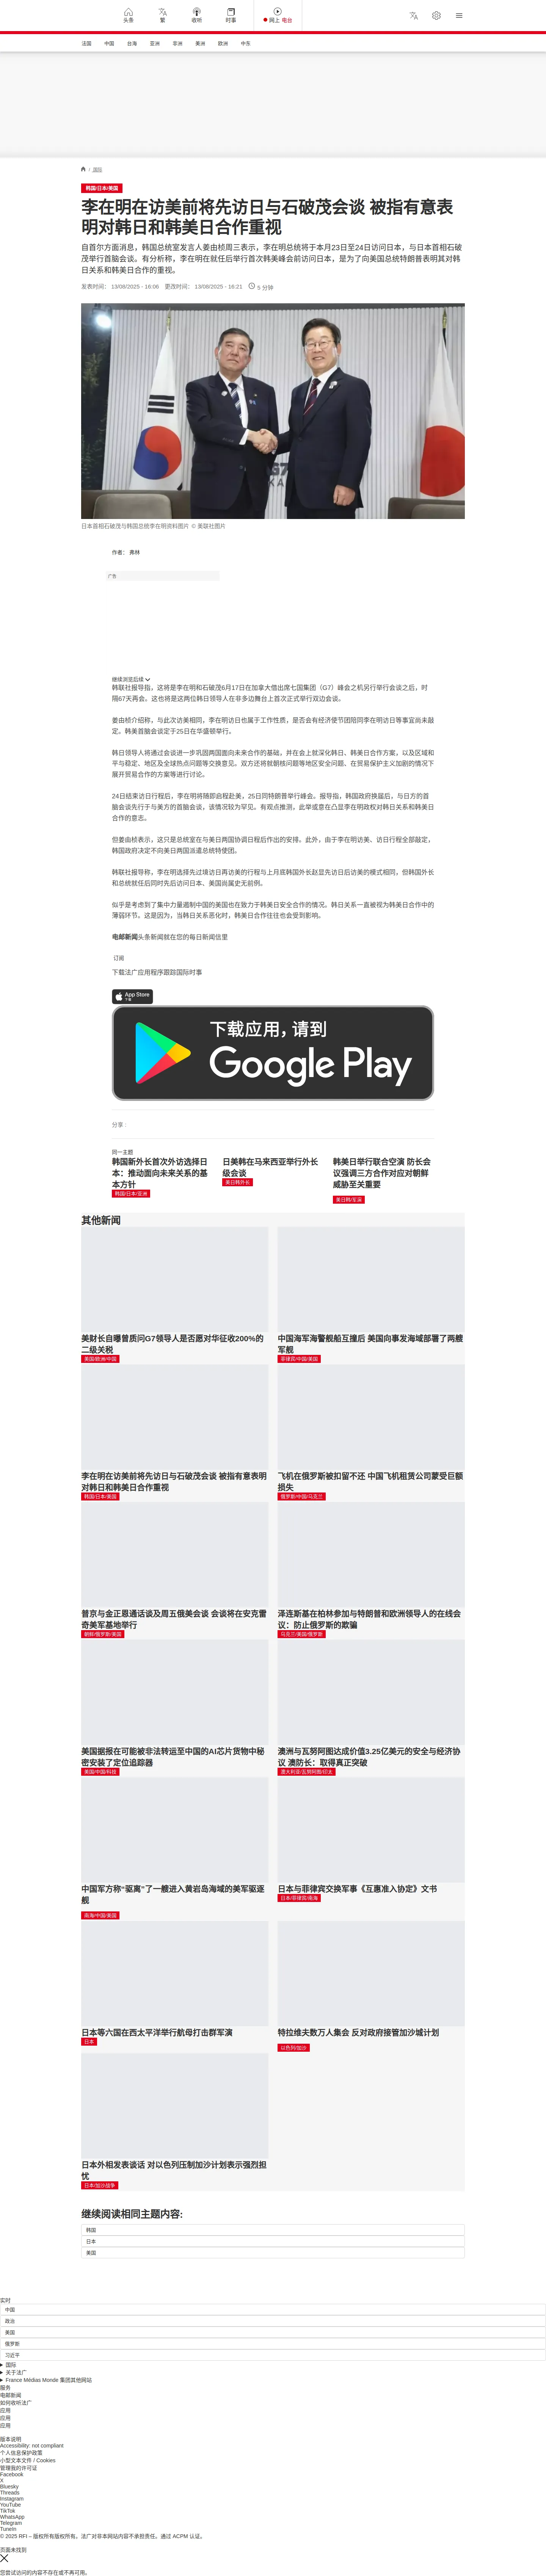 头条
繁
收听
时事
网上 电台
法国
中国
台海
亚洲
非洲
美洲
欧洲
中东
/ 国际
韩国/日本/美国
李在明在访美前将先访日与石破茂会谈 被指有意表
明对韩日和韩美日合作重视
自首尔方面消息，韩国总统室发言人姜由桢周三表示，李在明总统将于本月23日至24日访问日本，与日本首相石破
茂举行首脑会谈。有分析称，李在明在就任后举行首次韩美峰会前访问日本，是为了向美国总统特朗普表明其对韩
日关系和韩美日合作的重视。
发表时间： 13/08/2025 - 16:06 更改时间： 13/08/2025 - 16:21 5 分钟
日本首相石破茂与韩国总统李在明资料图片 © 美联社图片
作者： 弗林
广告
继续浏览后续
韩联社报导指，这将是李在明和石破茂6月17日在加拿大借出席七国集团（G7）峰会之机另行举行会谈之后，时
隔67天再会。这也将是这两位韩日领导人在非多边舞台上首次正式举行双边会谈。
姜由桢介绍称，与此次访美相同，李在明访日也属于工作性质，是否会有经济使节团陪同李在明访日等事宜尚未敲
定。韩美首脑会谈定于25日在华盛顿举行。
韩日领导人将通过会谈进一步巩固两国面向未来合作的基础，并在会上就深化韩日、韩美日合作方案，以及区域和
平与稳定、地区及全球热点问题等交换意见。双方还将就朝核问题等地区安全问题、在贸易保护主义加剧的情况下
展开贸易合作的方案等进行讨论。
24日结束访日行程后，李在明将随即启程赴美，25日同特朗普举行峰会。报导指，韩国政府换届后，与日方的首
脑会谈先行于与美方的首脑会谈，该情况较为罕见。有观点推测，此举或意在凸显李在明政权对韩日关系和韩美日
合作的意志。
但姜由桢表示，这只是总统室在与美日两国协调日程后作出的安排。此外，由于李在明访美、访日行程全部敲定，
韩国政府决定不向美日两国派遣总统特使团。
韩联社报导称，李在明选择先过境访日再访美的行程与上月底韩国外长赵显先访日后访美的模式相同，但韩国外长
和总统就任后同时先后访问日本、美国尚属史无前例。
似乎是考虑到了集中力量遏制中国的美国也在致力于韩美日安全合作的情况。韩日关系一直被视为韩美日合作中的
薄弱环节。这是因为，当韩日关系恶化时，韩美日合作往往也会受到影响。
电邮新闻头条新闻就在您的每日新闻信里
订阅
下载法广应用程序跟踪国际时事
App Store
下载
下载应用，请到
Google Play
分享 :
同一主题
韩国新外长首次外访选择日
本：推动面向未来关系的基
本方针
韩国/日本/亚洲
日美韩在马来西亚举行外长
级会谈
美日韩外长
韩美日举行联合空演 防长会
议强调三方合作对应对朝鲜
威胁至关重要
美日韩/军演
其他新闻
美财长自曝曾质问G7领导人是否愿对华征收200%的
二级关税
美国/欧洲/中国
中国海军海警舰船互撞后 美国向事发海域部署了两艘
军舰
菲律宾/中国/美国
李在明在访美前将先访日与石破茂会谈 被指有意表明
对韩日和韩美日合作重视
韩国/日本/美国
飞机在俄罗斯被扣留不还 中国飞机租赁公司蒙受巨额
损失
俄罗斯/中国/乌克兰
普京与金正恩通话谈及周五俄美会谈 会谈将在安克雷
奇美军基地举行
朝鲜/俄罗斯/美国
泽连斯基在柏林参加与特朗普和欧洲领导人的在线会
议：防止俄罗斯的欺骗
乌克兰/美国/俄罗斯
美国据报在可能被非法转运至中国的AI芯片货物中秘
密安装了定位追踪器
美国/中国/科技
澳洲与瓦努阿图达成价值3.25亿美元的安全与经济协
议 澳防长：取得真正突破
澳大利亚/瓦努阿图/印太
中国军方称“驱离”了一艘进入黄岩岛海域的美军驱逐
舰
南海/中国/美国
日本与菲律宾交换军事《互惠准入协定》文书
日本/菲律宾/南海
日本等六国在西太平洋举行航母打击群军演
日本
特拉维夫数万人集会 反对政府接管加沙城计划
以色列/加沙
日本外相发表谈话 对以色列压制加沙计划表示强烈担
忧
日本/加沙战争
继续阅读相同主题内容:
韩国
日本
美国
实时
中国
政治
美国
俄罗斯
习近平
国际
关于法广
France Médias Monde 集团其他网站
服务
电邮新闻
如何收听法广
应用
应用
应用
版本说明
Accessibility: not compliant
个人信息保护政策
小型文本文件 / Cookies
管理我的许可证
Facebook
X
Bluesky
Threads
Instagram
YouTube
TikTok
WhatsApp
Telegram
TuneIn
© 2025 RFI – 版权所有版权所有。法广对非本网站内容不承担责任。通过 ACPM 认证。
页面未找到
您尝试访问的内容不存在或不再可用。